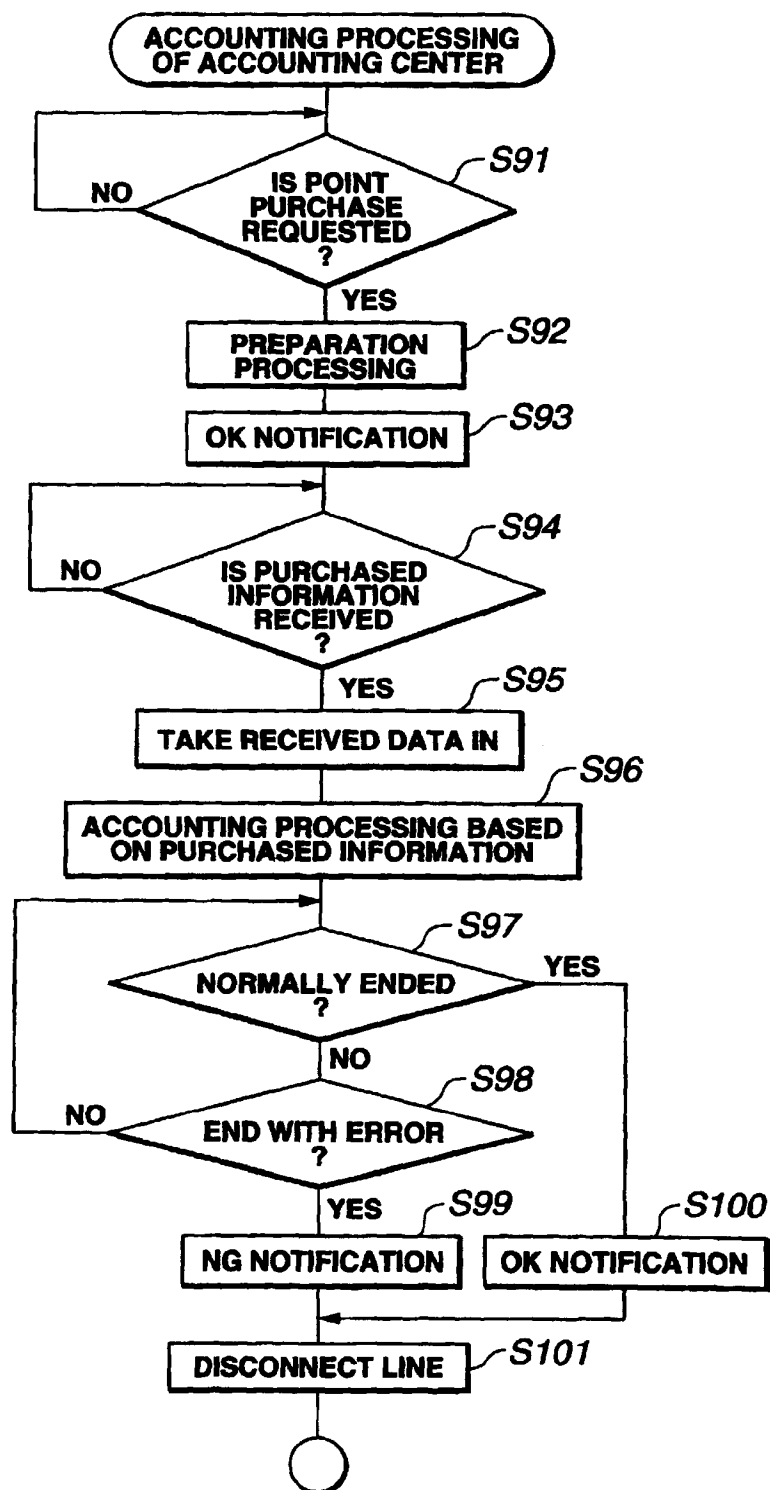 ACCOUNTING PROCESSING
OF ACCOUNTING CENTER
S91
NO
IS POINT
PURCHASE
REQUESTED
?
YES
S92
PREPARATION
PROCESSING
S93
OK NOTIFICATION
S94
NO
IS PURCHASED
INFORMATION
RECEIVED
?
YES
S95
TAKE RECEIVED DATA IN
S96
ACCOUNTING PROCESSING BASED
ON PURCHASED INFORMATION
S97
NORMALLY ENDED
?
YES
NO
S98
NO
END WITH ERROR
?
YES
S99
S100
NG NOTIFICATION
OK NOTIFICATION
DISCONNECT LINE
S101